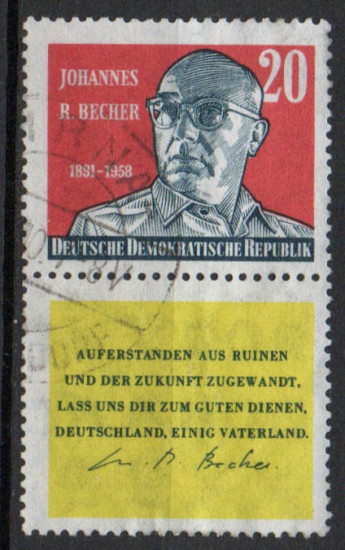 JOHANNES
R. BECHER
20
1891-1958
DEUTSCHE DEMOKRATISCHE REPUBLIK
AUFERSTANDEN AUS RUINEN
UND DER ZUKUNFT ZUGEWANDT,
LASS UNS DIR ZUM GUTEN DIENEN,
DEUTSCHLAND, EINIG VATERLAND.
Becher.